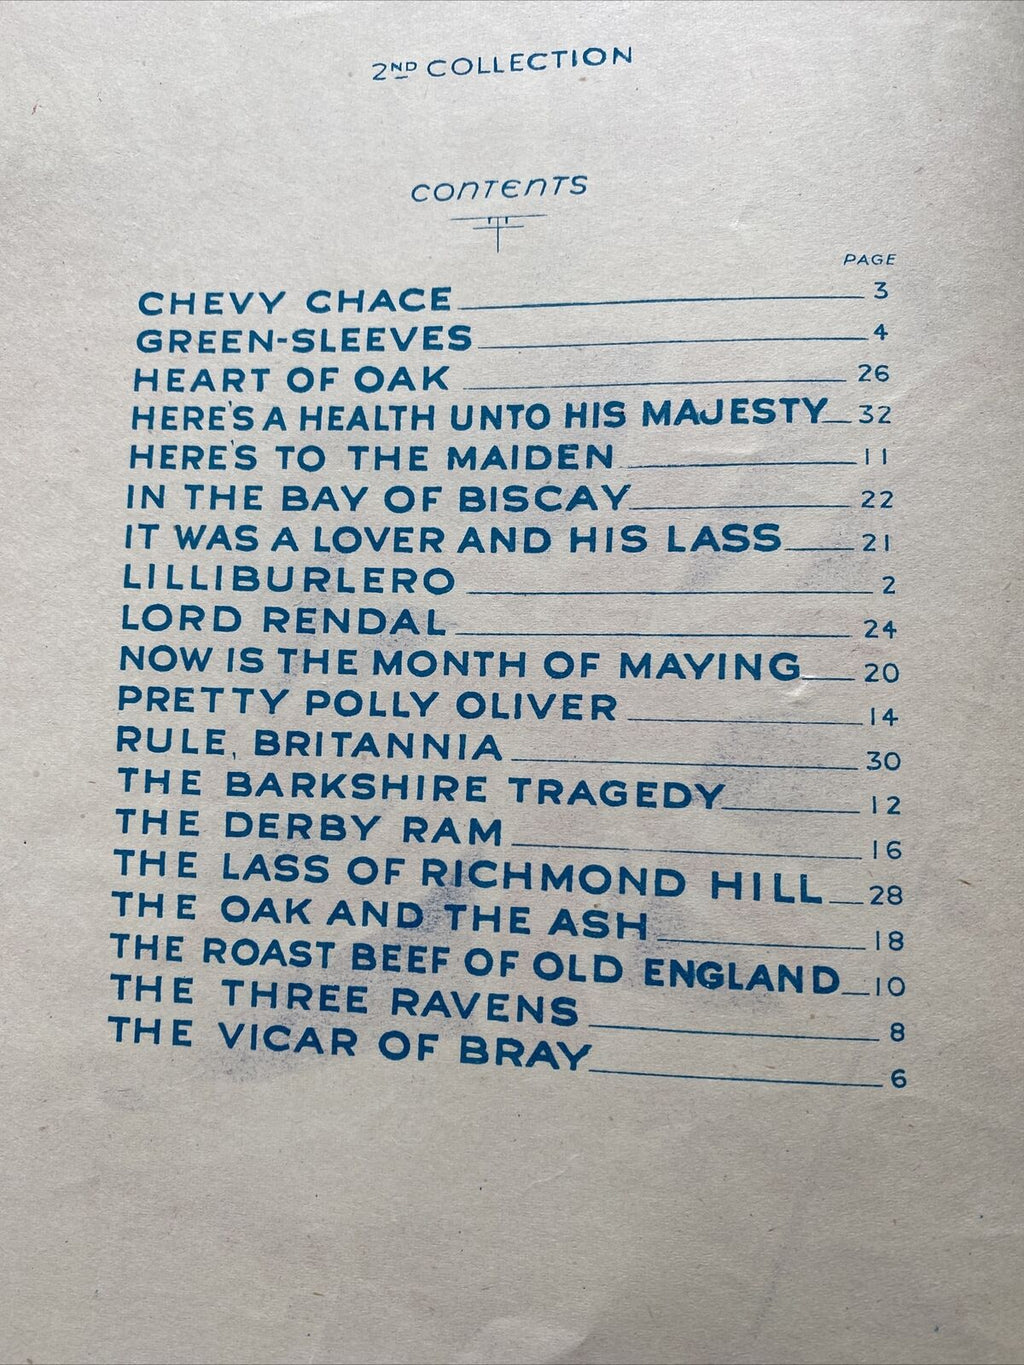 2ND COLLECTION
CONTENTS
PAGE
CHEVY CHACE 3
GREEN-SLEEVES 4
HEART OF OAK 26
HERE'S A HEALTH UNTO HIS MAJESTY 32
HERE'S TO THE MAIDEN 11
IN THE BAY OF BISCAY 22
IT WAS A LOVER AND HIS LASS 21
LILLIBURLERO 2
LORD RENDAL 24
NOW IS THE MONTH OF MAYING 20
PRETTY POLLY OLIVER 14
RULE, BRITANNIA 30
THE BARKSHIRE TRAGEDY 12
THE DERBY RAM 16
THE LASS OF RICHMOND HILL 28
THE OAK AND THE ASH 18
THE ROAST BEEF OF OLD ENGLAND 10
THE THREE RAVENS 8
THE VICAR OF BRAY 6